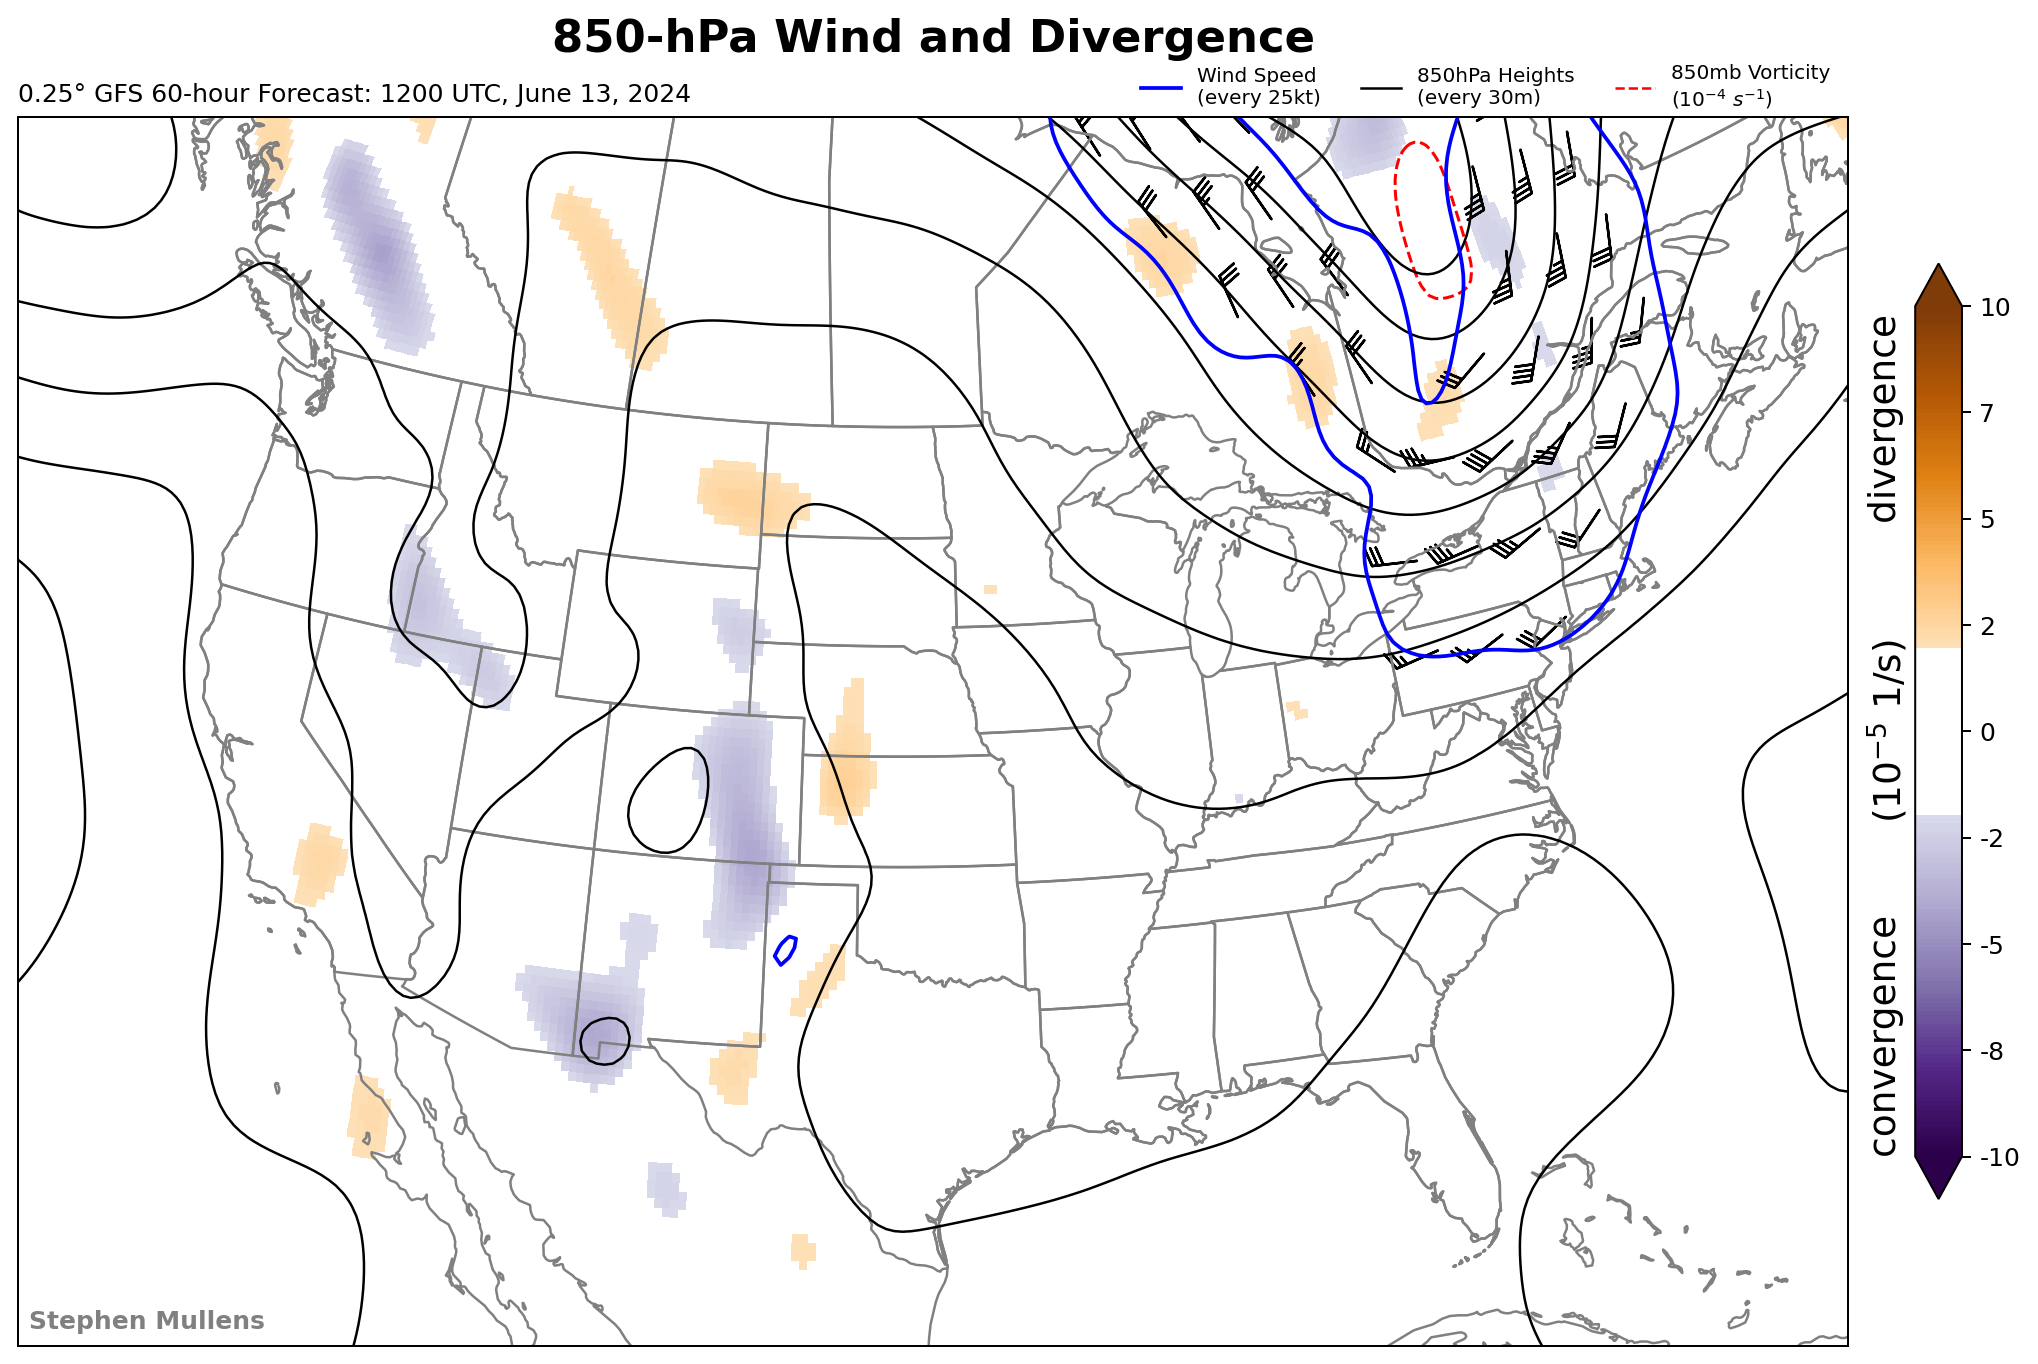 850-hPa Wind and Divergence
0.25° GFS 60-hour Forecast: 1200 UTC, June 13, 2024
Wind Speed
(every 25kt)
850hPa Heights
(every 30m)
850mb Vorticity
(10⁻⁴ s⁻¹)
10
7
5
2
0
-2
-5
-8
-10
convergence (10⁻⁵ 1/s) divergence
Stephen Mullens